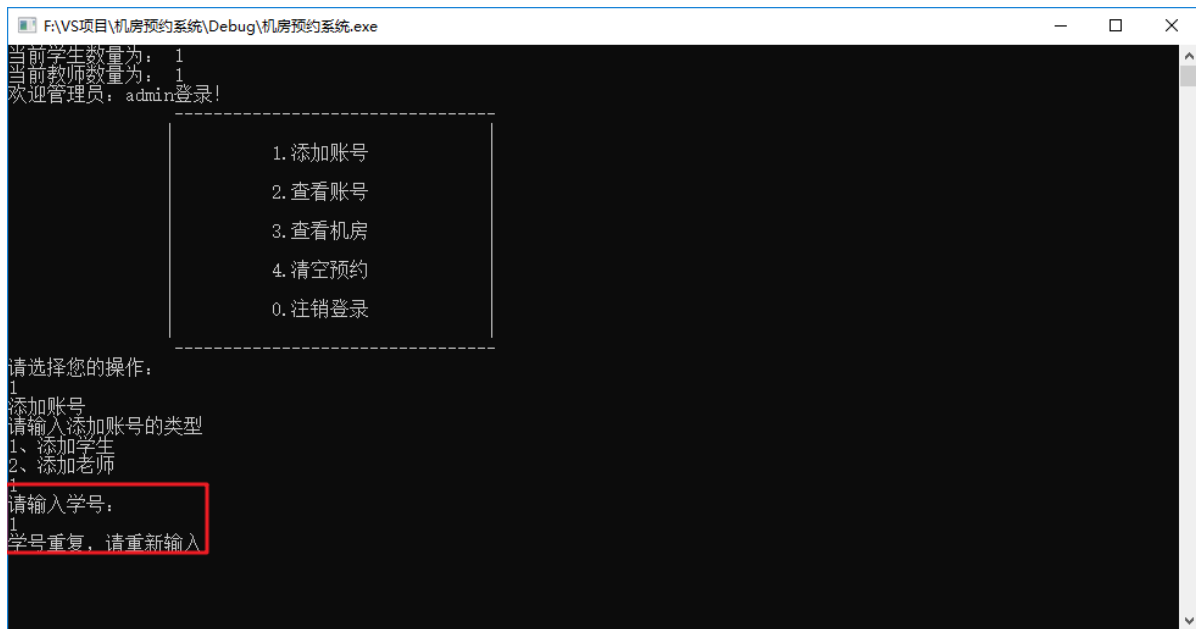 F:\VS项目\机房预约系统\Debug\机房预约系统.exe
当前学生数量为： 1
当前教师数量为： 1
欢迎管理员：admin登录！
1.添加账号
2.查看账号
3.查看机房
4.清空预约
0.注销登录
请选择您的操作：
1
添加账号
请输入添加账号的类型
1、添加学生
2、添加老师
1
请输入学号：
1
学号重复，请重新输入